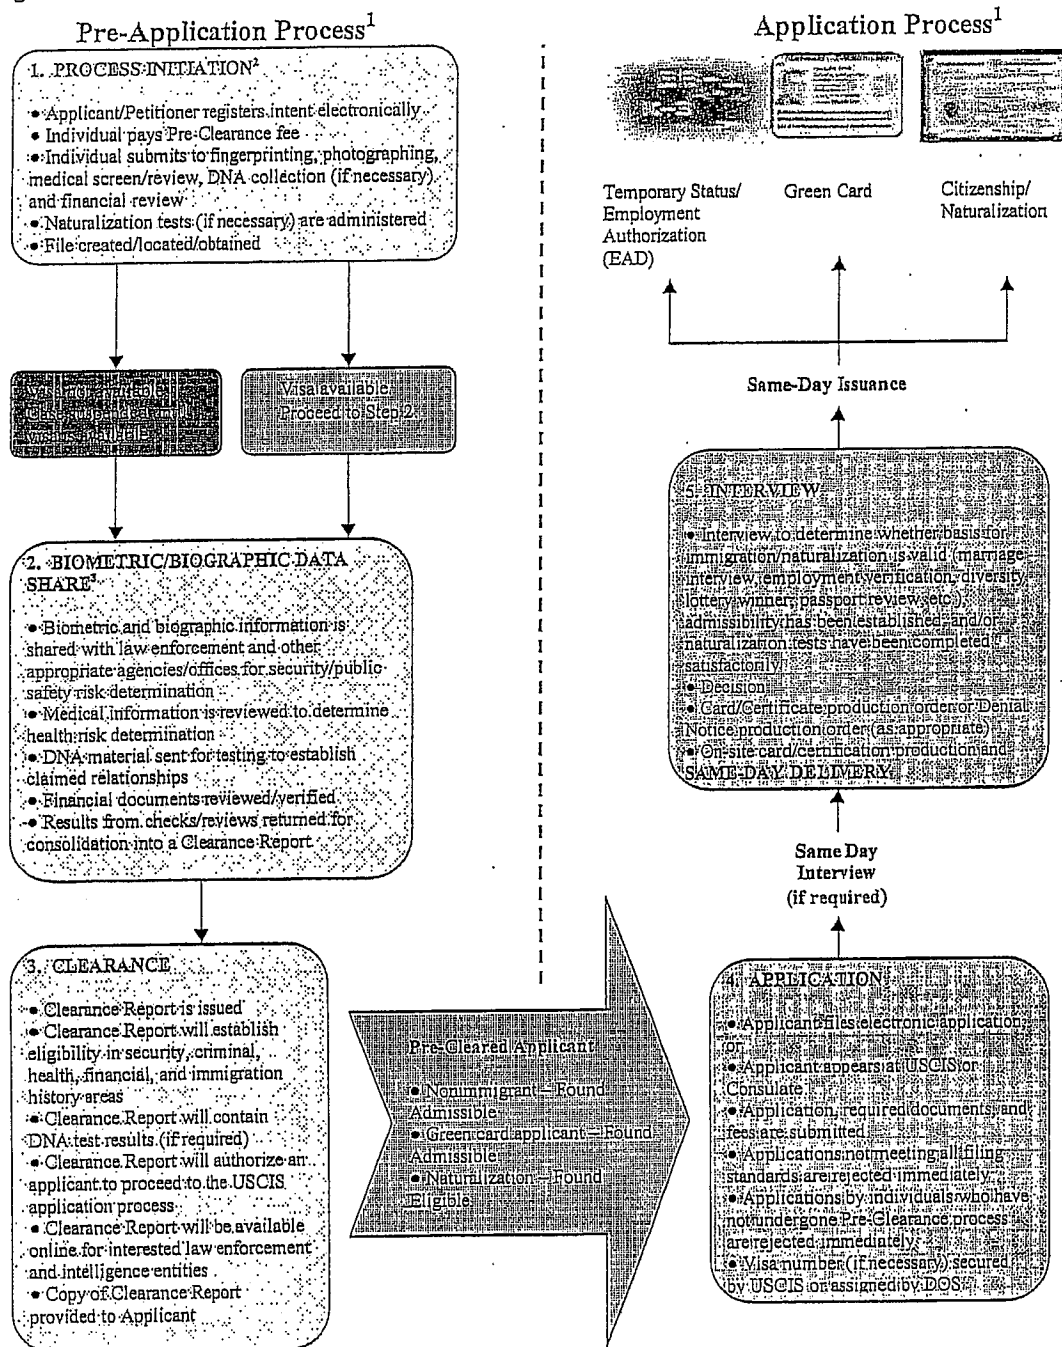 Pre-Application Process¹
1. PROCESS INITIATION²
• Applicant/Petitioner registers intent electronically
• Individual pays Pre-Clearance fee
• Individual submits to fingerprinting, photographing,
medical screen/review, DNA collection (if necessary)
and financial review
• Naturalization tests (if necessary) are administered
• File created/located/obtained
Visa not available
Case suspended until
visa is available
Visa available
Proceed to Step 2
2. BIOMETRIC/BIOGRAPHIC DATA
SHARE³
• Biometric and biographic information is
shared with law enforcement and other
appropriate agencies/offices for security/public
safety risk determination
• Medical information is reviewed to determine
health risk determination
• DNA material sent for testing to establish
claimed relationships
• Financial documents reviewed/verified
• Results from checks/reviews returned for
consolidation into a Clearance Report
3. CLEARANCE
• Clearance Report is issued
• Clearance Report will establish
eligibility in security, criminal,
health, financial, and immigration
history areas
• Clearance Report will contain
DNA test results (if required)
• Clearance Report will authorize an
applicant to proceed to the USCIS
application process
• Clearance Report will be available
online for interested law enforcement
and intelligence entities
• Copy of Clearance Report
provided to Applicant
Pre-Cleared Applicant
• Nonimmigrant – Found
Admissible
• Green card applicant – Found
Admissible
• Naturalization – Found
Eligible
Application Process¹
Temporary Status/
Employment
Authorization
(EAD)
Green Card
Citizenship/
Naturalization
Same-Day Issuance
5. INTERVIEW
• Interview to determine whether basis for
immigration/naturalization is valid (marriage
interview, employment verification, diversity
lottery winner, passport review, etc.),
admissibility has been established, and/or
naturalization tests have been completed
satisfactorily
• Decision
• Card/Certificate production order or Denial
Notice production order (as appropriate)
• On-site card/certification production and
SAME-DAY DELIVERY
Same Day
Interview
(if required)
4. APPLICATION
• Applicant files electronic application,
or
• Applicant appears at USCIS or
Consulate
• Application, required documents, and
fees are submitted
• Applications not meeting all filing
standards are rejected immediately
• Applications by individuals who have
not undergone Pre-Clearance process
are rejected immediately
• Visa number (if necessary) secured
by USCIS or assigned by DOS